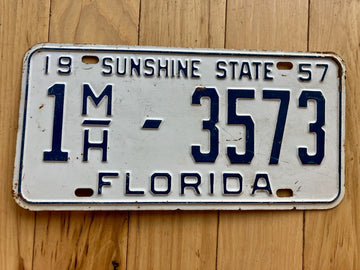 19 SUNSHINE STATE 57
1 M/H - 3573
FLORIDA